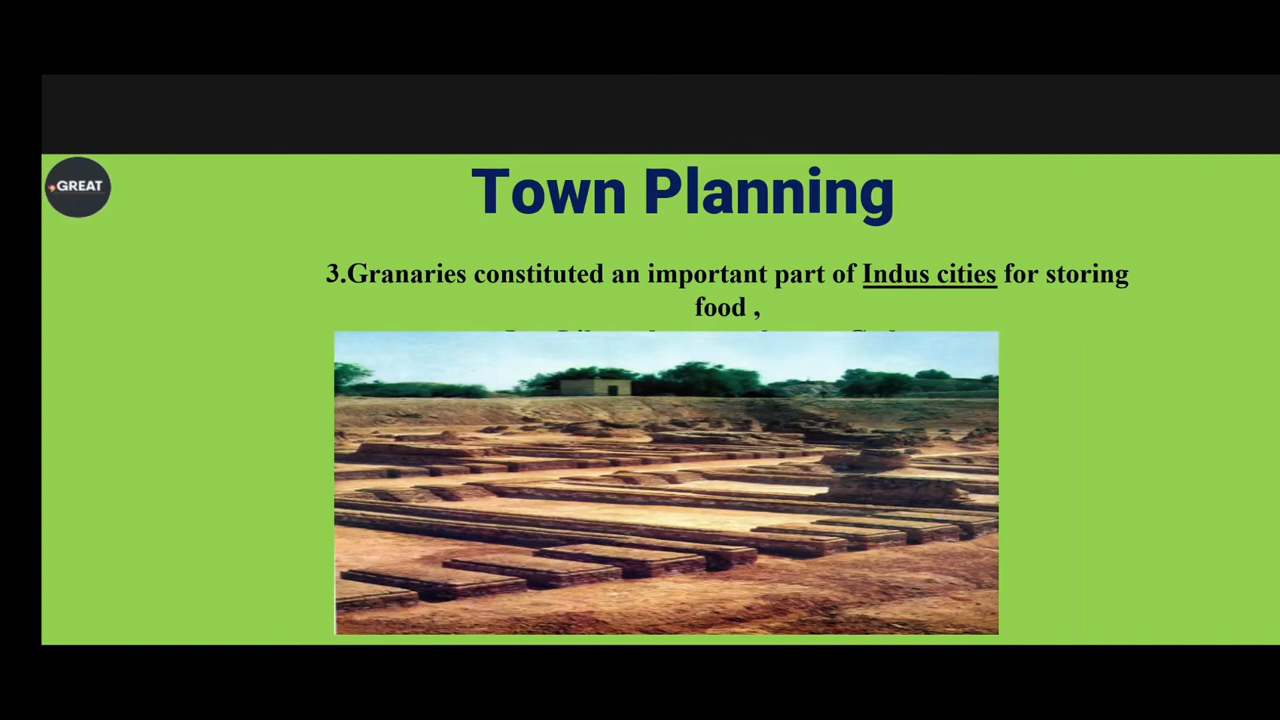 GREAT
Town Planning
3.Granaries constituted an important part of Indus cities for storing
food ,